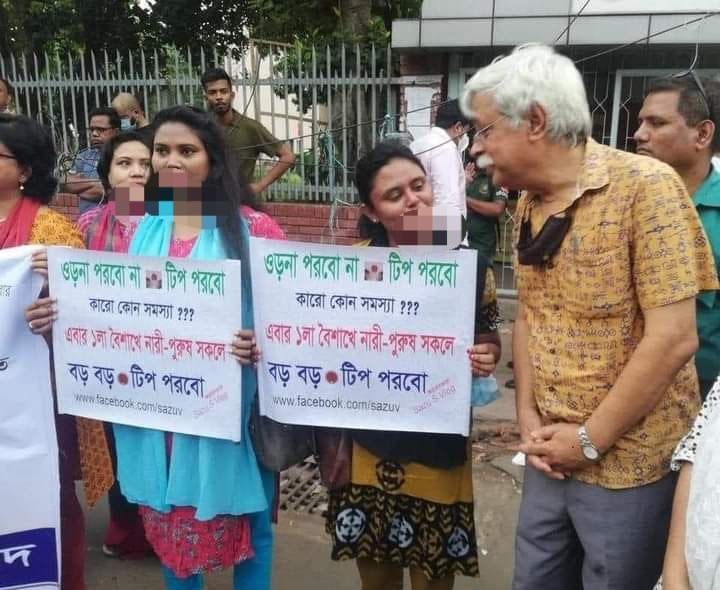 ওড়না পরবো না টিপ পরবো
কারো কোন সমস্যা ???
এবার ১লা বৈশাখে নারী-পুরুষ সকলে
বড় বড় টিপ পরবো
www.facebook.com/sazuv
Sazu S Vlog
ওড়না পরবো না টিপ পরবো
কারো কোন সমস্যা ???
এবার ১লা বৈশাখে নারী-পুরুষ সকলে
বড় বড় টিপ পরবো
www.facebook.com/sazuv
Sazu S Vlog